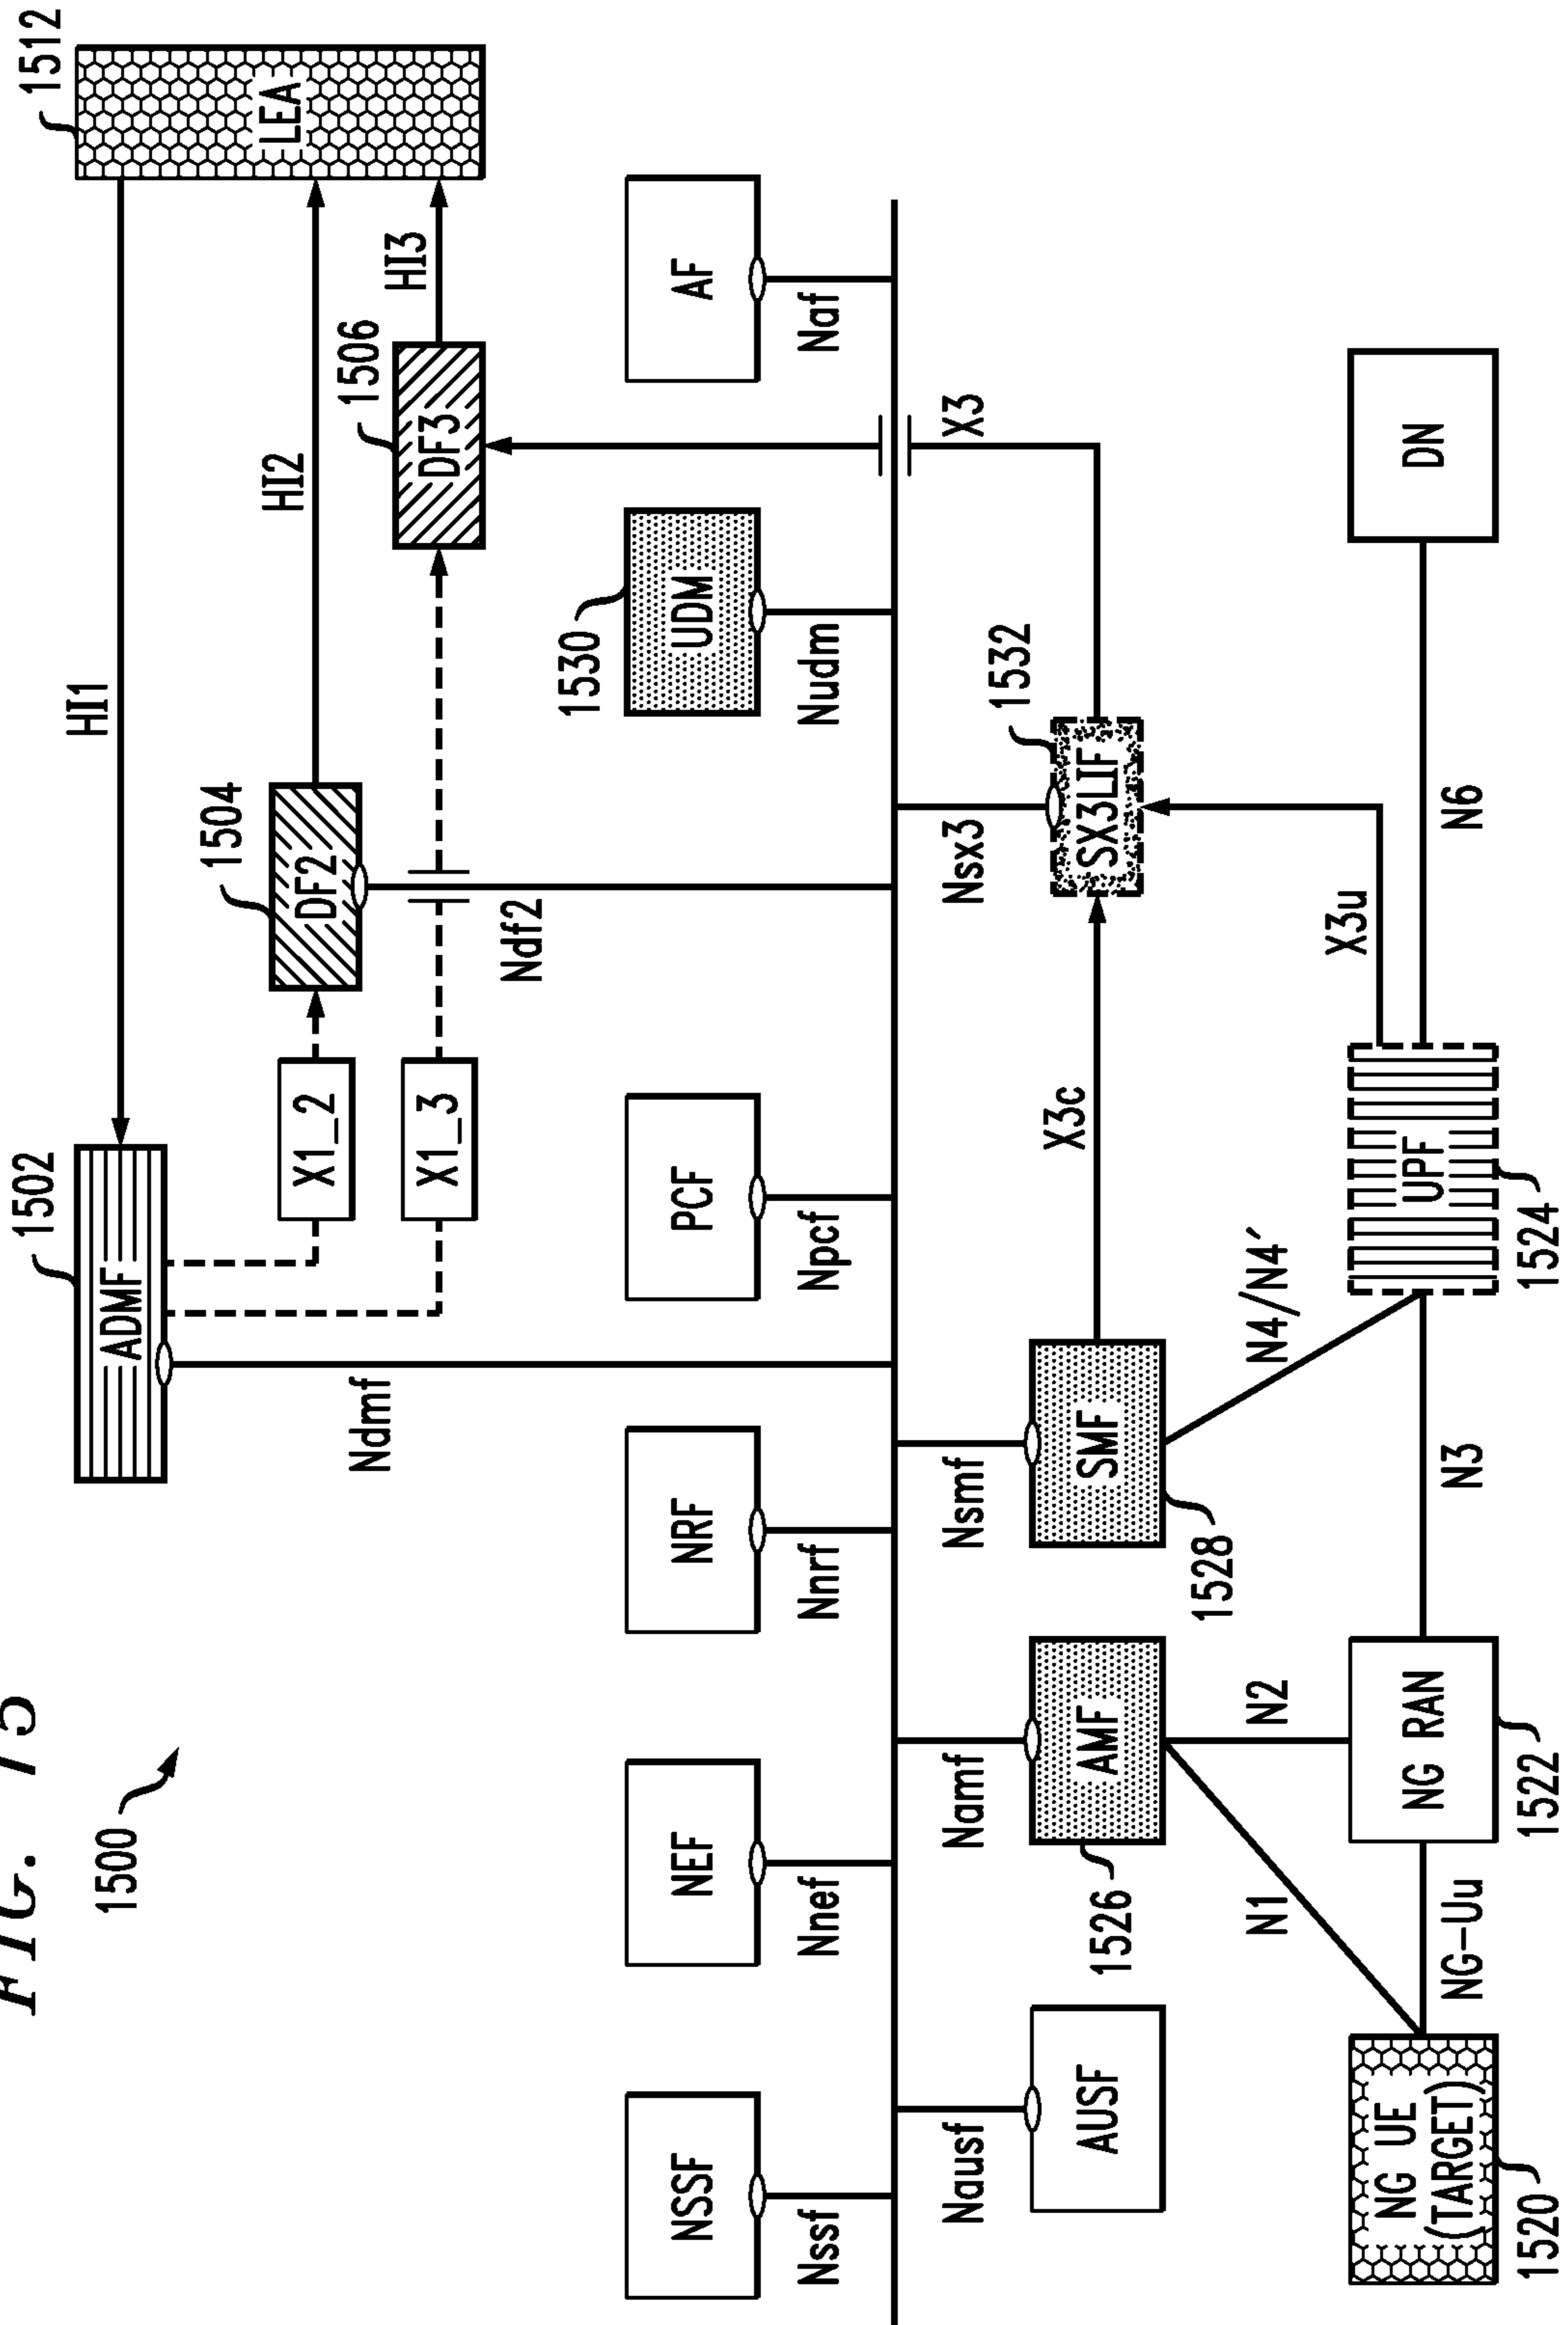 FIG. 15
1500
1502
ADMF
HI1
1512
LEA
X1_2
1504
DF2
HI2
X1_3
1506
DF3
HI3
Ndmf
Ndf2
NSSF
NEF
NRF
PCF
1530
UDM
AF
Nssf
Nnef
Nnrf
Npcf
Nudm
Naf
Nausf
Namf
Nsmf
Nsx3
X3
AUSF
1526
AMF
SMF
1528
X3c
SX3LIF
1532
N1
N2
N4/N4′
X3u
NG UE
(TARGET)
1520
NG-Uu
NG RAN
1522
N3
UPF
1524
N6
DN